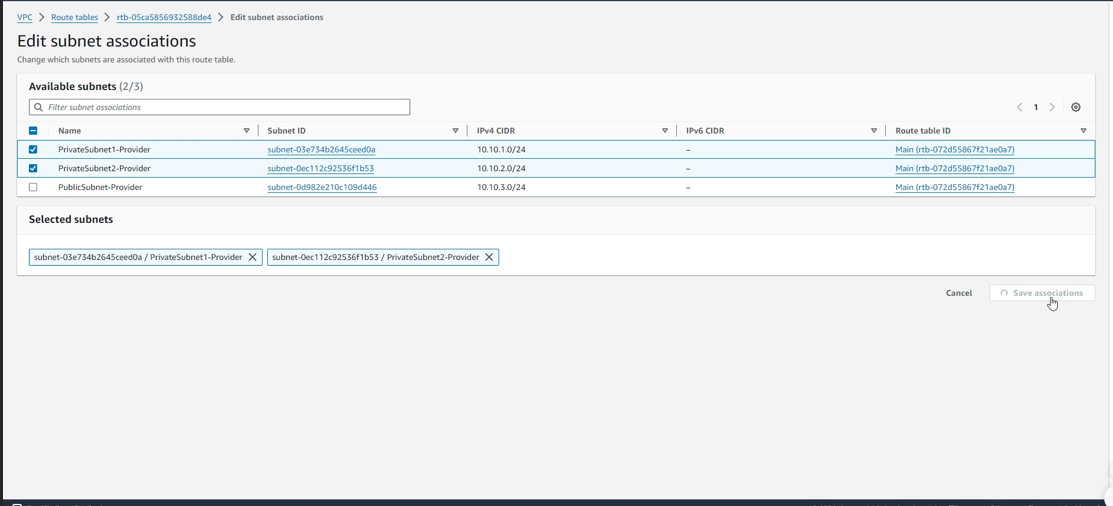 VPC > Route tables > rtb-05ca5856932588de4 > Edit subnet associations
Edit subnet associations
Change which subnets are associated with this route table.
Available subnets (2/3)
Filter subnet associations
1
Name Subnet ID IPv4 CIDR IPv6 CIDR Route table ID
PrivateSubnet1-Provider subnet-03e734b2645ceed0a 10.10.1.0/24 – Main (rtb-072d55867f21ae0a7)
PrivateSubnet2-Provider subnet-0ec112c92536f1b53 10.10.2.0/24 – Main (rtb-072d55867f21ae0a7)
PublicSubnet-Provider subnet-0d982e210c109d446 10.10.3.0/24 – Main (rtb-072d55867f21ae0a7)
Selected subnets
subnet-03e734b2645ceed0a / PrivateSubnet1-Provider subnet-0ec112c92536f1b53 / PrivateSubnet2-Provider
Cancel Save associations